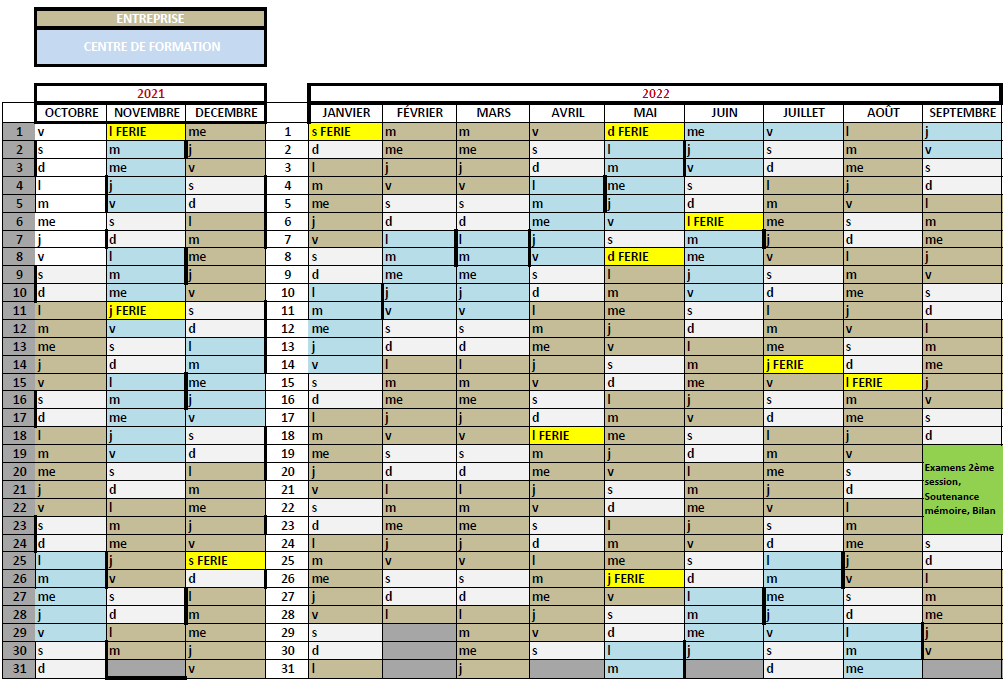 ENTREPRISE
CENTRE DE FORMATION
2021 2022
OCTOBRE NOVEMBRE DECEMBRE JANVIER FÉVRIER MARS AVRIL MAI JUIN JUILLET AOÛT SEPTEMBRE
1 v l FERIE me 1 s FERIE m m v d FERIE me v l j
2 s m j 2 d me me s l j s m v
3 d me v 3 l j j d m v d me s
4 l j s 4 m v v l me s l j d
5 m v d 5 me s s m j d m v l
6 me s l 6 j d d me v l FERIE me s m
7 j d m 7 v l l j s m j d me
8 v l me 8 s m m v d FERIE me v l j
9 s m j 9 d me me s l j s m v
10 d me v 10 l j j d m v d me s
11 l j FERIE s 11 m v v l me s l j d
12 m v d 12 me s s m j d m v l
13 me s l 13 j d d me v l me s m
14 j d m 14 v l l j s m j FERIE d me
15 v l me 15 s m m v d me v l FERIE j
16 s m j 16 d me me s l j s m v
17 d me v 17 l j j d m v d me s
18 l j s 18 m v v l FERIE me s l j d
19 m v d 19 me s s m j d m v
20 me s l 20 j d d me v l me s Examens 2ème
session,
21 j d m 21 v l l j s m j d Soutenance
22 v l me 22 s m m v d me v l mémoire, Bilan
23 s m j 23 d me me s l j s m
24 d me v 24 l j j d m v d me s
25 l j s FERIE 25 m v v l me s l j d
26 m v d 26 me s s m j FERIE d m v l
27 me s l 27 j d d me v l me s m
28 j d m 28 v l l j s m j d me
29 v l me 29 s m v d me v l j
30 s m j 30 d me s l j s m v
31 d v 31 l j m d me